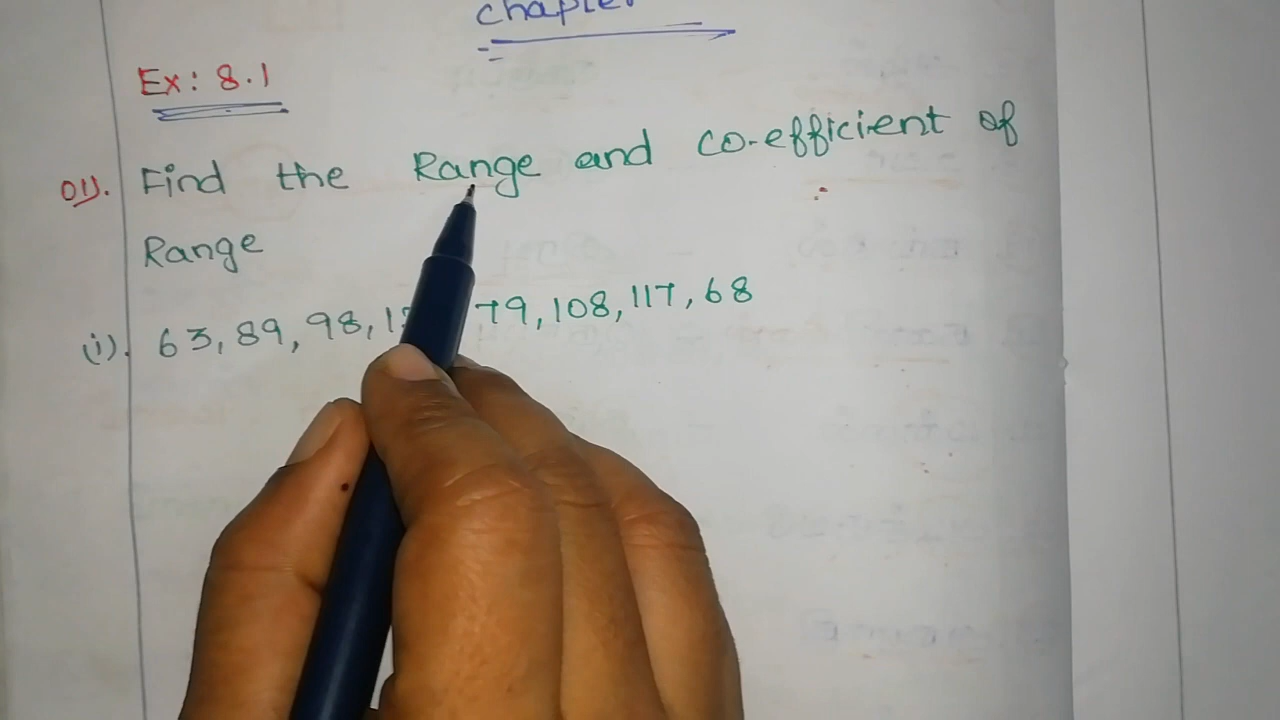 Ex: 8.1
01). Find the Range and co-efficient of
Range
(i). 63, 89, 98, 79, 108, 117, 68